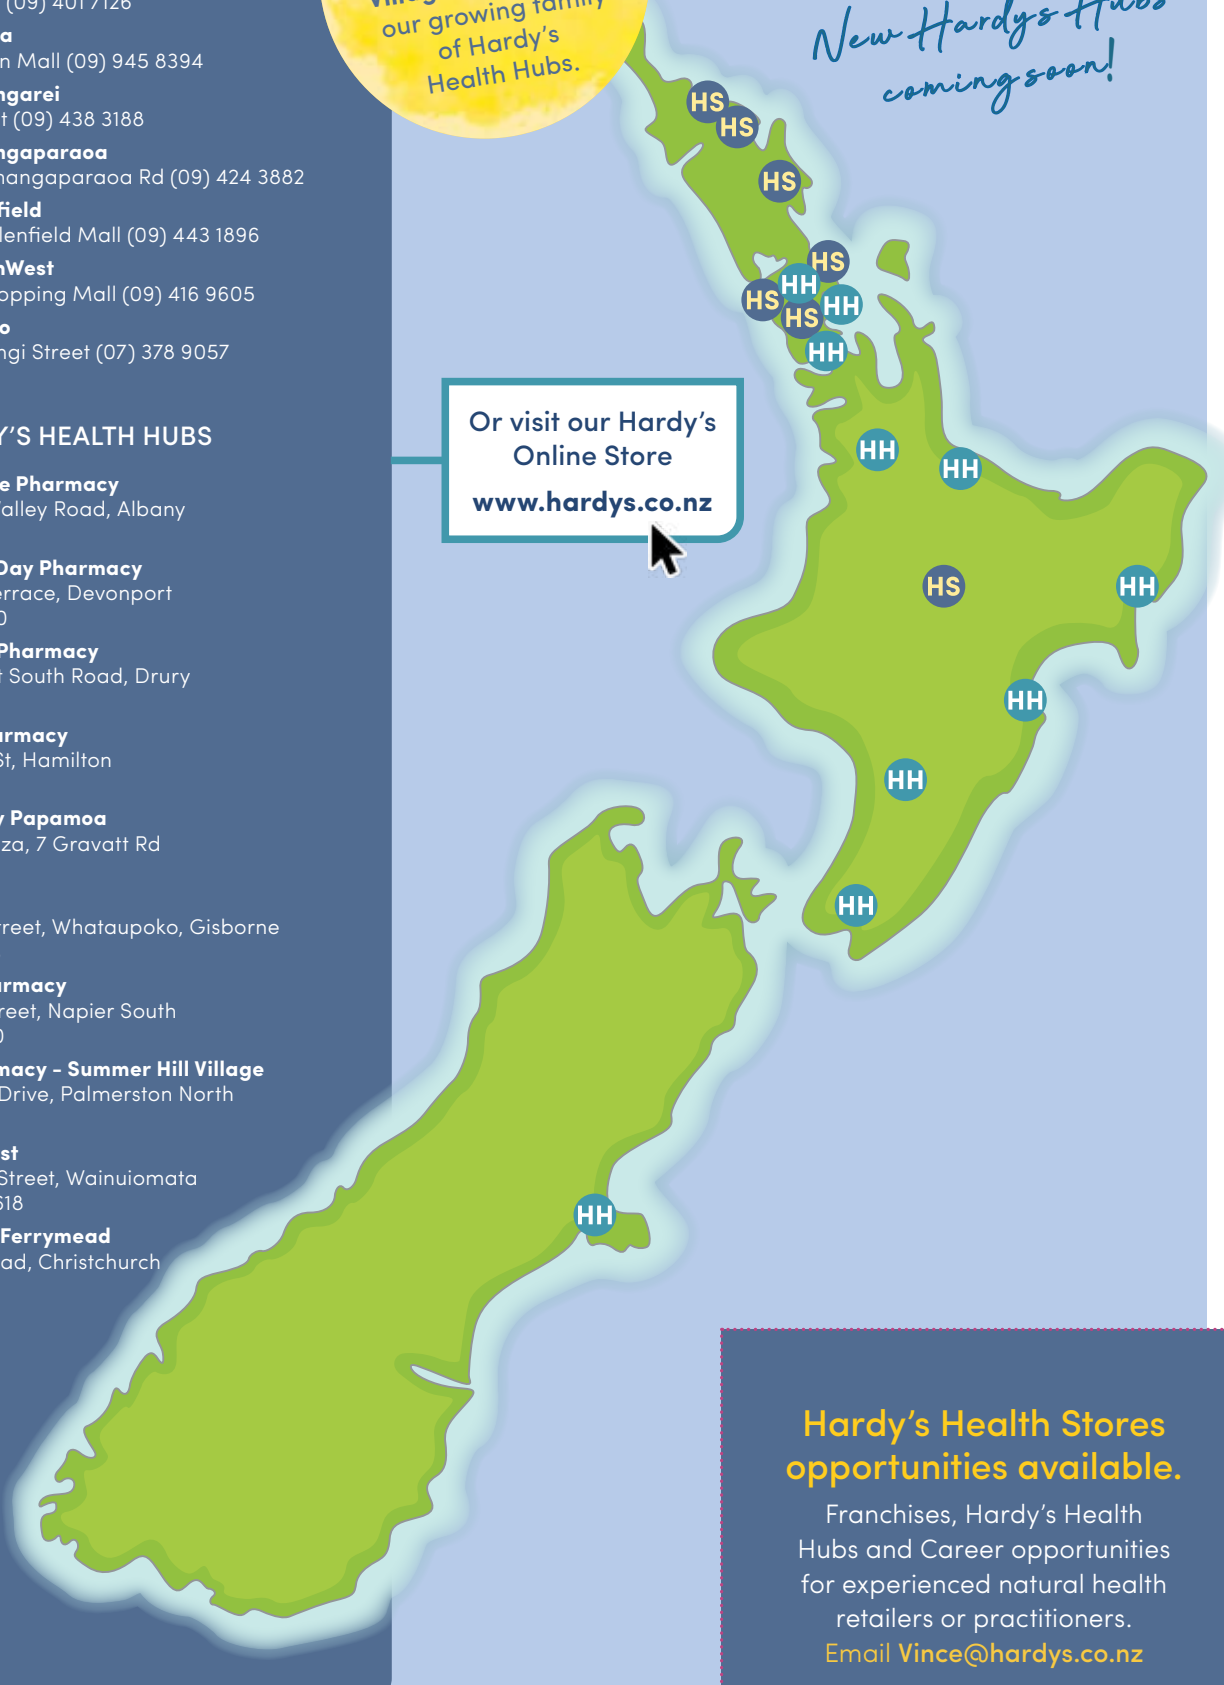 (09) 401 7126
a
n Mall (09) 945 8394
ngarei
t (09) 438 3188
ngaparaoa
nangaparaoa Rd (09) 424 3882
field
lenfield Mall (09) 443 1896
nWest
opping Mall (09) 416 9605
o
ngi Street (07) 378 9057
Y'S HEALTH HUBS
e Pharmacy
alley Road, Albany
Day Pharmacy
errace, Devonport
0
Pharmacy
t South Road, Drury
armacy
St, Hamilton
y Papamoa
za, 7 Gravatt Rd
reet, Whataupoko, Gisborne
armacy
reet, Napier South
0
macy - Summer Hill Village
Drive, Palmerston North
st
Street, Wainuiomata
618
Ferrymead
ad, Christchurch
our growing family
of Hardy's
Health Hubs.
New Hardys Hubs
coming soon!
HS
HS
HS
HS
HH
HS
HH
HS
HH
Or visit our Hardy's
Online Store
www.hardys.co.nz
HH
HH
HS
HH
HH
HH
HH
HH
Hardy's Health Stores
opportunities available.
Franchises, Hardy's Health
Hubs and Career opportunities
for experienced natural health
retailers or practitioners.
Email Vince@hardys.co.nz